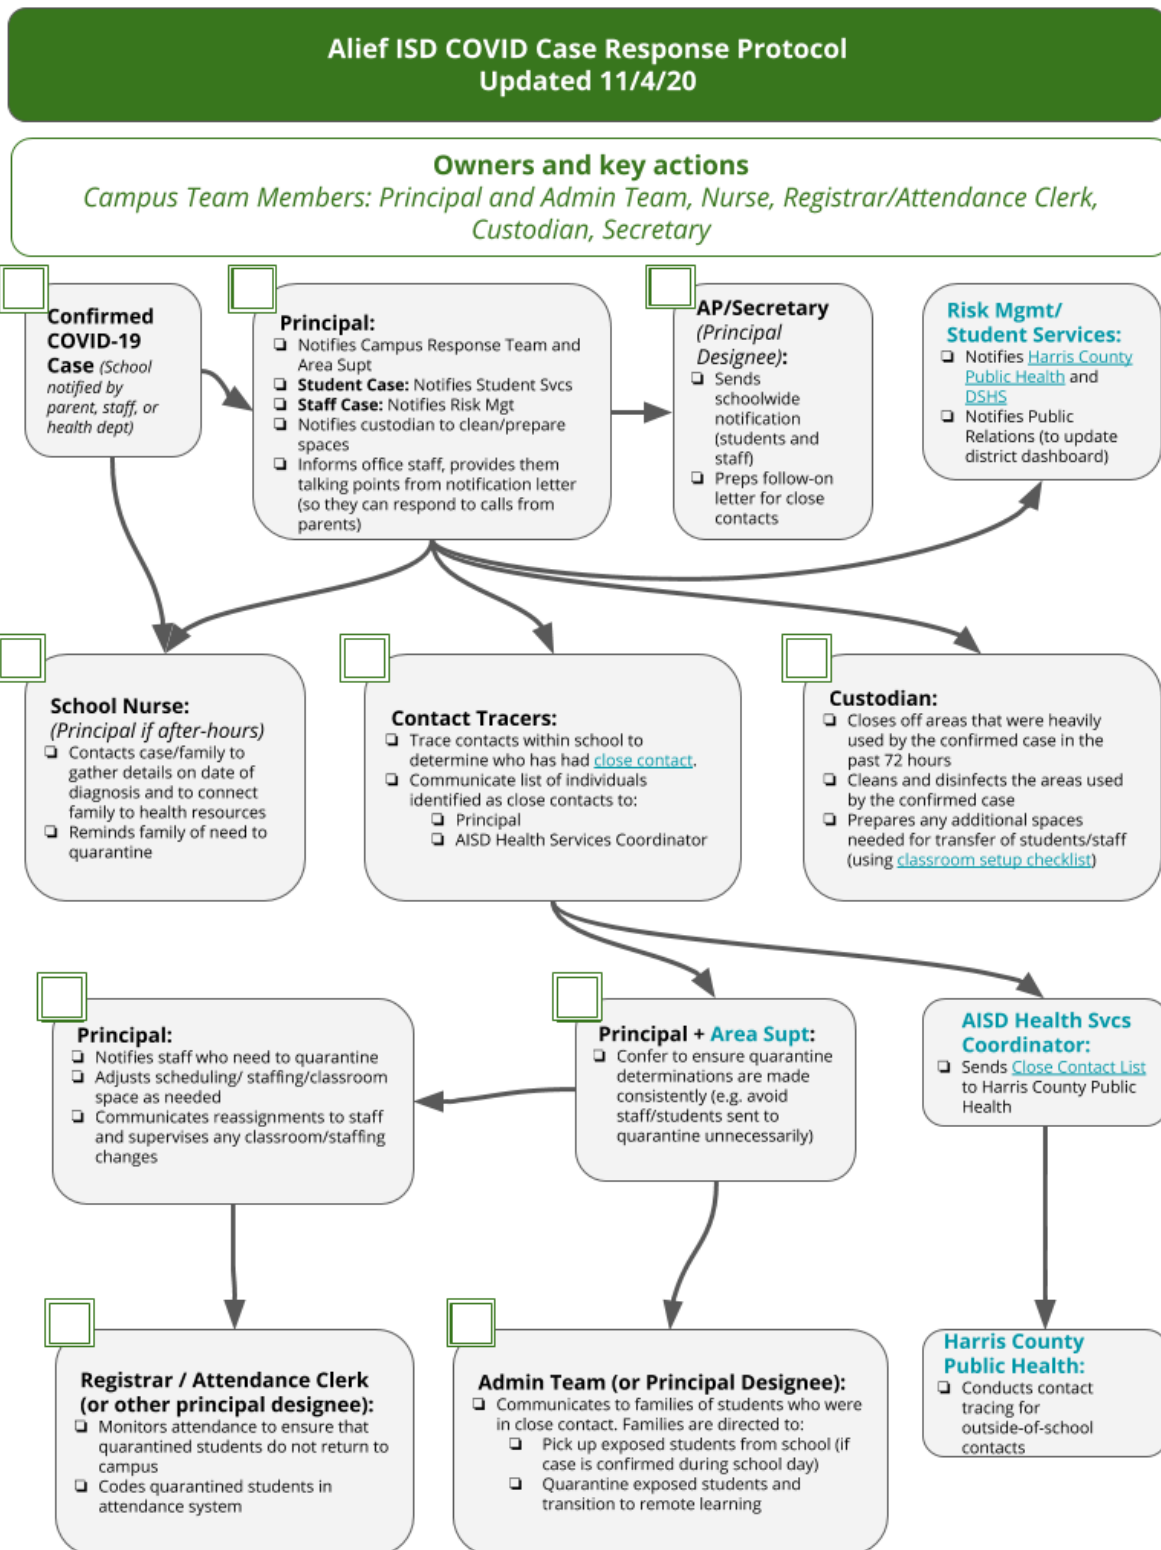 Alief ISD COVID Case Response Protocol
Updated 11/4/20
Owners and key actions
Campus Team Members: Principal and Admin Team, Nurse, Registrar/Attendance Clerk,
Custodian, Secretary
Confirmed
COVID-19
Case (School
notified by
parent, staff, or
health dept)
Principal:
Notifies Campus Response Team and
Area Supt
Student Case: Notifies Student Svcs
Staff Case: Notifies Risk Mgt
Notifies custodian to clean/prepare
spaces
Informs office staff, provides them
talking points from notification letter
(so they can respond to calls from
parents)
AP/Secretary
(Principal
Designee):
Sends
schoolwide
notification
(students and
staff)
Preps follow-on
letter for close
contacts
Risk Mgmt/
Student Services:
Notifies Harris County
Public Health and
DSHS
Notifies Public
Relations (to update
district dashboard)
School Nurse:
(Principal if after-hours)
Contacts case/family to
gather details on date of
diagnosis and to connect
family to health resources
Reminds family of need to
quarantine
Contact Tracers:
Trace contacts within school to
determine who has had close contact.
Communicate list of individuals
identified as close contacts to:
Principal
AISD Health Services Coordinator
Custodian:
Closes off areas that were heavily
used by the confirmed case in the
past 72 hours
Cleans and disinfects the areas used
by the confirmed case
Prepares any additional spaces
needed for transfer of students/staff
(using classroom setup checklist)
Principal:
Notifies staff who need to quarantine
Adjusts scheduling/ staffing/classroom
space as needed
Communicates reassignments to staff
and supervises any classroom/staffing
changes
Principal + Area Supt:
Confer to ensure quarantine
determinations are made
consistently (e.g. avoid
staff/students sent to
quarantine unnecessarily)
AISD Health Svcs
Coordinator:
Sends Close Contact List
to Harris County Public
Health
Registrar / Attendance Clerk
(or other principal designee):
Monitors attendance to ensure that
quarantined students do not return to
campus
Codes quarantined students in
attendance system
Admin Team (or Principal Designee):
Communicates to families of students who were
in close contact. Families are directed to:
Pick up exposed students from school (if
case is confirmed during school day)
Quarantine exposed students and
transition to remote learning
Harris County
Public Health:
Conducts contact
tracing for
outside-of-school
contacts